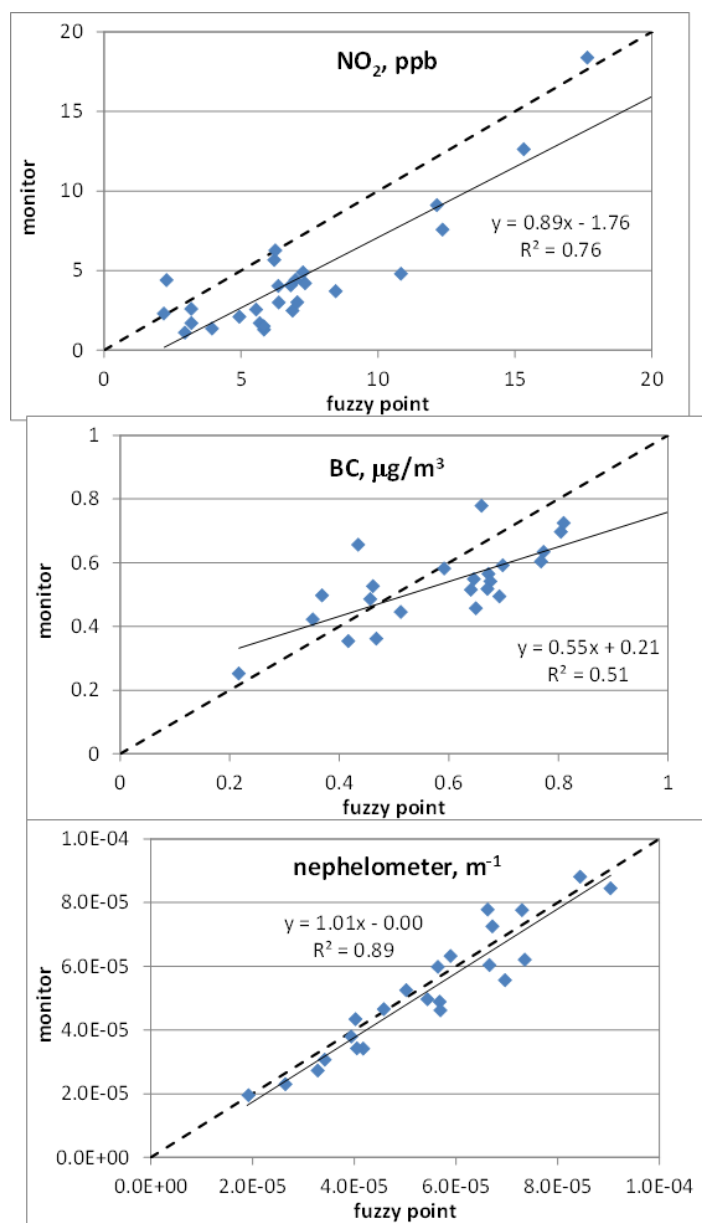 NO₂, ppb
20
15
10
5
0
monitor
y = 0.89x - 1.76
R² = 0.76
0 5 10 15 20
fuzzy point
BC, µg/m³
1
0.8
0.6
0.4
0.2
0
monitor
y = 0.55x + 0.21
R² = 0.51
0 0.2 0.4 0.6 0.8 1
fuzzy point
nephelometer, m⁻¹
1.0E-04
8.0E-05
6.0E-05
4.0E-05
2.0E-05
0.0E+00
monitor
y = 1.01x - 0.00
R² = 0.89
0.0E+00 2.0E-05 4.0E-05 6.0E-05 8.0E-05 1.0E-04
fuzzy point